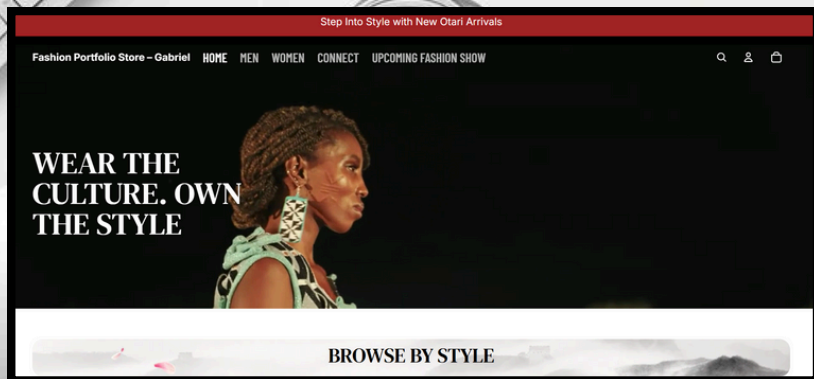 Step Into Style with New Otari Arrivals
Fashion Portfolio Store – Gabriel HOME MEN WOMEN CONNECT UPCOMING FASHION SHOW
WEAR THE
CULTURE. OWN
THE STYLE
BROWSE BY STYLE